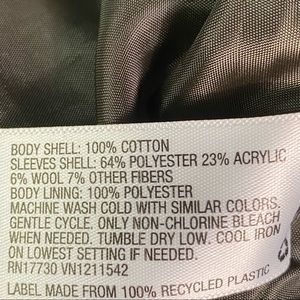 BODY SHELL: 100% COTTON
SLEEVES SHELL: 64% POLYESTER 23% ACRYLIC
6% WOOL 7% OTHER FIBERS
BODY LINING: 100% POLYESTER
MACHINE WASH COLD WITH SIMILAR COLORS.
GENTLE CYCLE. ONLY NON-CHLORINE BLEACH
WHEN NEEDED. TUMBLE DRY LOW. COOL IRON
ON LOWEST SETTING IF NEEDED.
RN17730 VN1211542
LABEL MADE FROM 100% RECYCLED PLASTIC